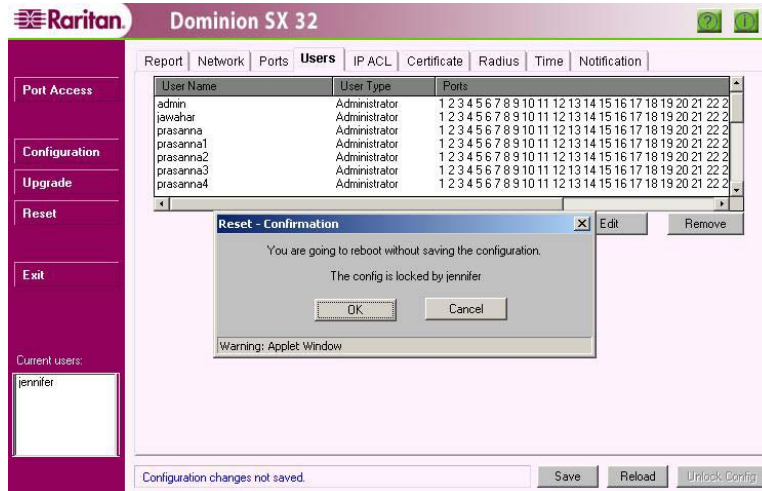 Raritan. Dominion SX 32
? i
Report Network Ports Users IP ACL Certificate Radius Time Notification
Port Access
Configuration
Upgrade
Reset
Exit
Current users:
jennifer
User Name User Type Ports
admin Administrator 1 2 3 4 5 6 7 8 9 10 11 12 13 14 15 16 17 18 19 20 21 22 2
jawahar Administrator 1 2 3 4 5 6 7 8 9 10 11 12 13 14 15 16 17 18 19 20 21 22 2
prasanna Administrator 1 2 3 4 5 6 7 8 9 10 11 12 13 14 15 16 17 18 19 20 21 22 2
prasanna1 Administrator 1 2 3 4 5 6 7 8 9 10 11 12 13 14 15 16 17 18 19 20 21 22 2
prasanna2 Administrator 1 2 3 4 5 6 7 8 9 10 11 12 13 14 15 16 17 18 19 20 21 22 2
prasanna3 Administrator 1 2 3 4 5 6 7 8 9 10 11 12 13 14 15 16 17 18 19 20 21 22 2
prasanna4 Administrator 1 2 3 4 5 6 7 8 9 10 11 12 13 14 15 16 17 18 19 20 21 22 2
Edit Remove
Reset - Confirmation
You are going to reboot without saving the configuration.
The config is locked by jennifer
OK Cancel
Warning: Applet Window
Configuration changes not saved.
Save Reload Unlock Config